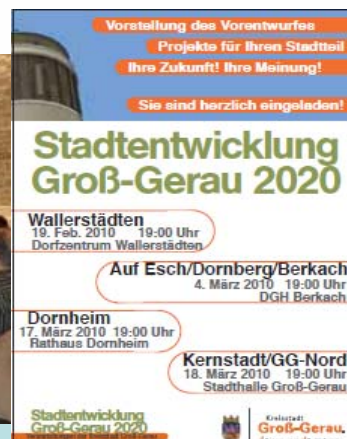 Vorstellung des Vorentwurfes
Projekte für Ihren Stadtteil
Ihre Zukunft! Ihre Meinung!
Sie sind herzlich eingeladen!
Stadtentwicklung
Groß-Gerau 2020
Wallerstädten
19. Feb. 2010 19:00 Uhr
Dorfzentrum Wallerstädten
Auf Esch/Dornberg/Berkach
4. März 2010 19:00 Uhr
DGH Berkach
Dornheim
17. März 2010 19:00 Uhr
Rathaus Dornheim
Kernstadt/GG-Nord
18. März 2010 19:00 Uhr
Stadthalle Groß-Gerau
Stadtentwicklung
Groß-Gerau 2020
Kreisstadt
Groß-Gerau.